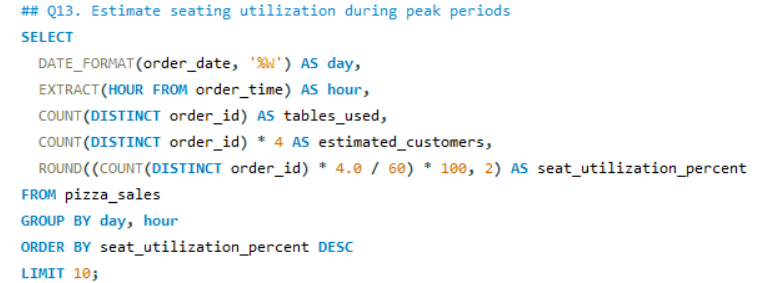 ## Q13. Estimate seating utilization during peak periods
SELECT
DATE_FORMAT(order_date, '%W') AS day,
EXTRACT(HOUR FROM order_time) AS hour,
COUNT(DISTINCT order_id) AS tables_used,
COUNT(DISTINCT order_id) * 4 AS estimated_customers,
ROUND((COUNT(DISTINCT order_id) * 4.0 / 60) * 100, 2) AS seat_utilization_percent
FROM pizza_sales
GROUP BY day, hour
ORDER BY seat_utilization_percent DESC
LIMIT 10;